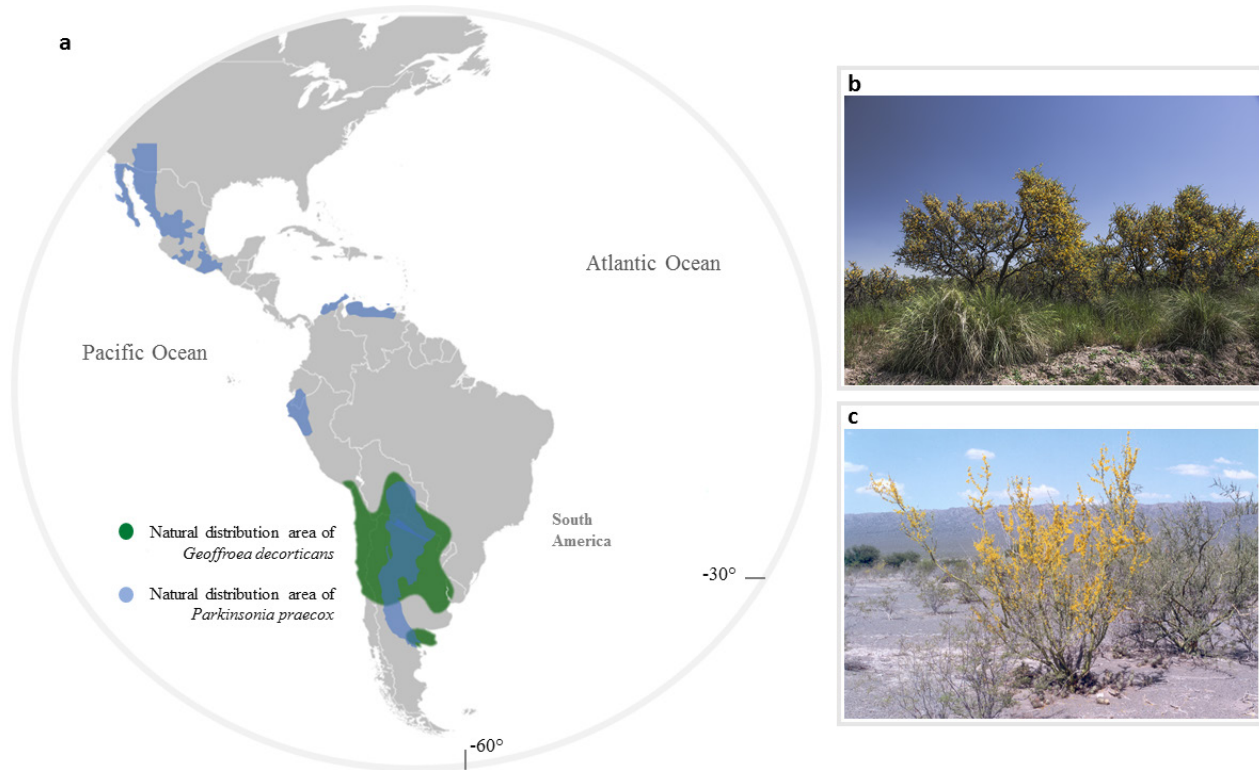 a
Atlantic Ocean
Pacific Ocean
Natural distribution area of
Geoffroea decorticans
Natural distribution area of
Parkinsonia praecox
South
America
-30°
-60°
b
c